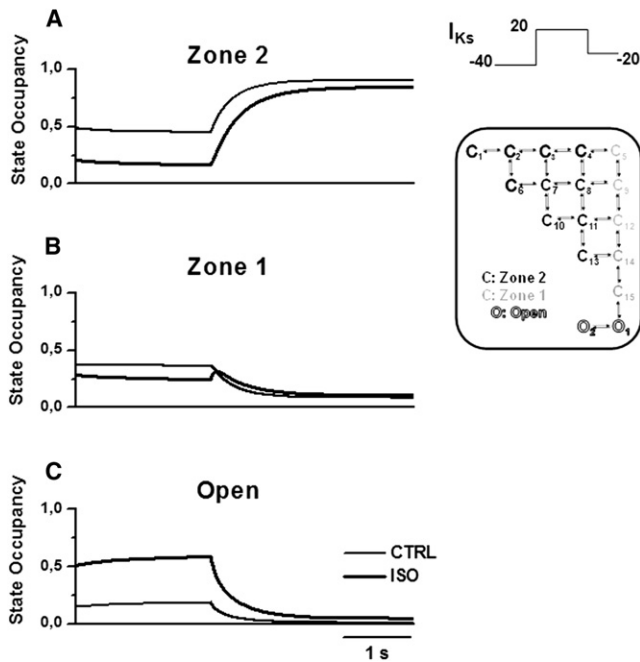 A
Zone 2
State Occupancy
1,0
0,5
0,0
B
Zone 1
State Occupancy
1,0
0,5
0,0
C
Open
State Occupancy
1,0
0,5
0,0
CTRL
ISO
1 s
IKs
20
-40
-20
C1 C2 C3 C4 C5
C6 C7 C8 C9
C10 C11 C12
C13 C14
C15
C: Zone 2
C: Zone 1
O: Open
O2 O1